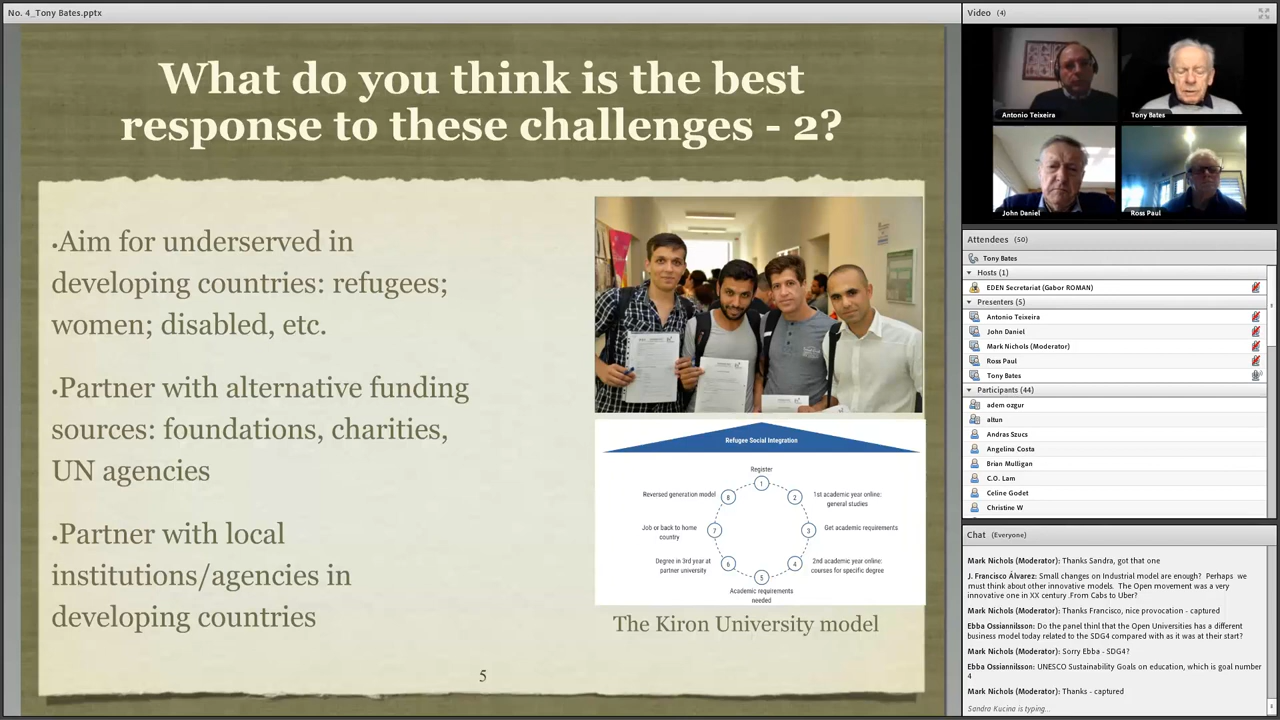 No. 4_Tony Bates.pptx
What do you think is the best
response to these challenges - 2?
•Aim for underserved in
developing countries: refugees;
women; disabled, etc.
•Partner with alternative funding
sources: foundations, charities,
UN agencies
•Partner with local
institutions/agencies in
developing countries
Refugee Social Integration
Register
1
2
1st academic year online:
general studies
3
Get academic requirements
4
2nd academic year online:
courses for specific degree
5
Academic requirements
needed
6
Degree in 3rd year at
partner university
7
Job or back to home
country
8
Reversed generation model
The Kiron University model
5
Video (4)
Antonio Teixeira
Tony Bates
John Daniel
Ross Paul
Attendees (50)
Tony Bates
Hosts (1)
EDEN Secretariat (Gabor ROMAN)
Presenters (5)
Antonio Teixeira
John Daniel
Mark Nichols (Moderator)
Ross Paul
Tony Bates
Participants (44)
adem ozgur
altun
Andras Szucs
Angelina Costa
Brian Mulligan
C.O. Lam
Celine Godet
Christine W
Chat (Everyone)
Mark Nichols (Moderator): Thanks Sandra, got that one
J. Francisco Álvarez: Small changes on Industrial model are enough? Perhaps we
must think about other innovative models. The Open movement was a very
innovative one in XX century .From Cabs to Uber?
Mark Nichols (Moderator): Thanks Francisco, nice provocation - captured
Ebba Ossiannilsson: Do the panel thinl that the Open Universities has a different
business model today related to the SDG4 compared with as it was at their start?
Mark Nichols (Moderator): Sorry Ebba - SDG4?
Ebba Ossiannilsson: UNESCO Sustainability Goals on education, which is goal number
4
Mark Nichols (Moderator): Thanks - captured
Sandra Kucina is typing...